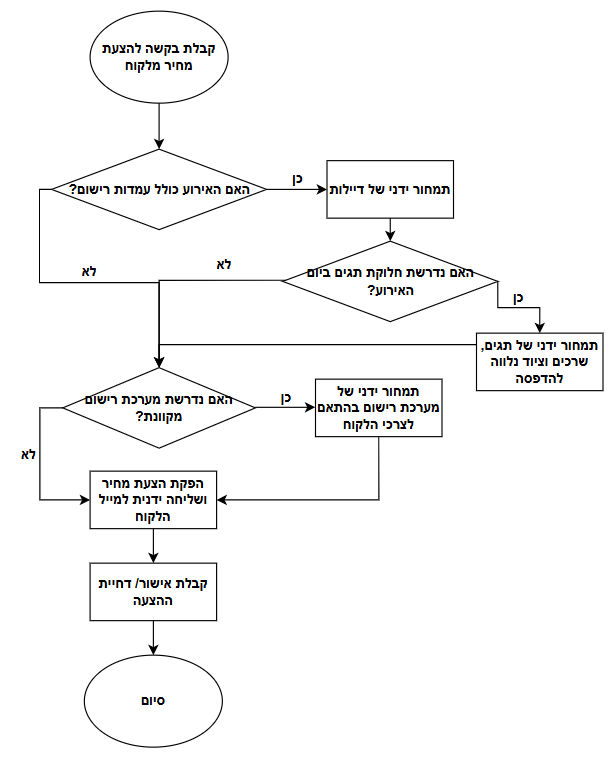 קבלת בקשה להצעת
מחיר מלקוח
האם האירוע כולל עמדות רישום?
כן
תמחור ידני של דיילות
לא
האם נדרשת חלוקת תגים ביום
האירוע?
לא
כן
תמחור ידני של תגים,
שרכים וציוד נלווה
להדפסה
האם נדרשת מערכת רישום
מקוונת?
כן
תמחור ידני של
מערכת רישום בהתאם
לצרכי הלקוח
לא
הפקת הצעת מחיר
ושליחה ידנית למייל
הלקוח
קבלת אישור/ דחיית
ההצעה
סיום